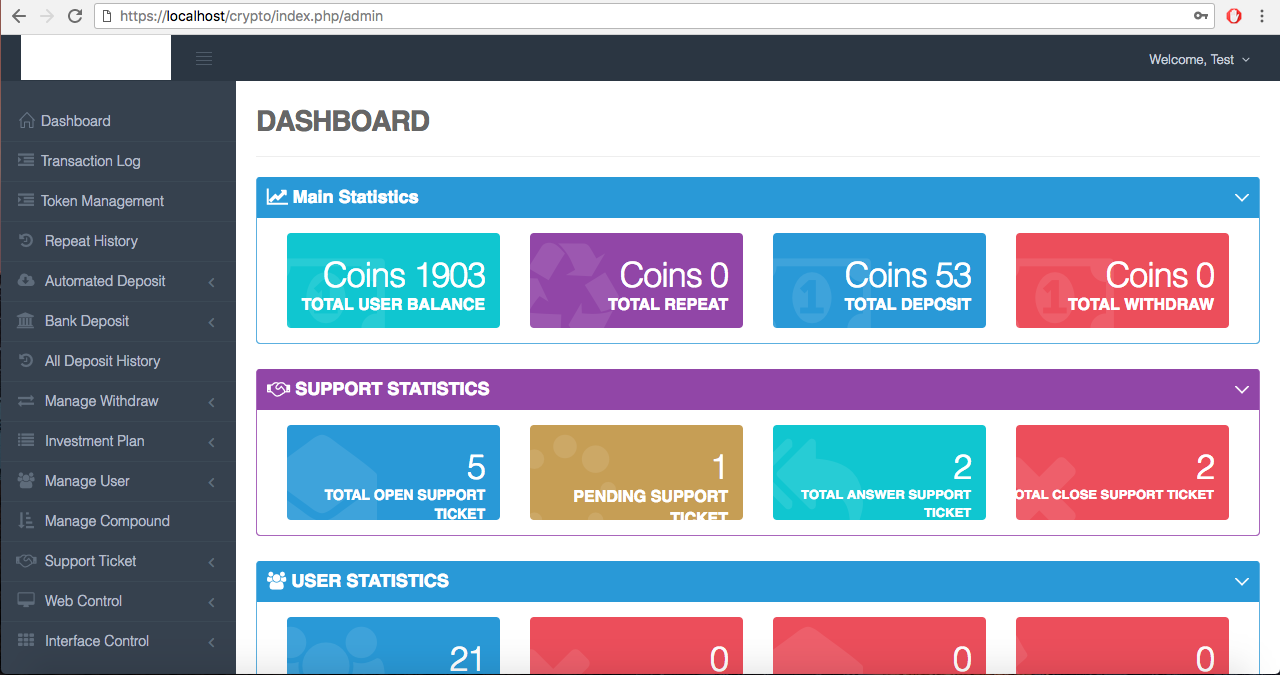 https://localhost/crypto/index.php/admin
Welcome, Test
Dashboard
Transaction Log
Token Management
Repeat History
Automated Deposit
Bank Deposit
All Deposit History
Manage Withdraw
Investment Plan
Manage User
Manage Compound
Support Ticket
Web Control
Interface Control
DASHBOARD
Main Statistics
Coins 1903
TOTAL USER BALANCE
Coins 0
TOTAL REPEAT
Coins 53
TOTAL DEPOSIT
Coins 0
TOTAL WITHDRAW
SUPPORT STATISTICS
5
TOTAL OPEN SUPPORT
TICKET
1
PENDING SUPPORT
TICKET
2
TOTAL ANSWER SUPPORT
TICKET
2
OTAL CLOSE SUPPORT TICKET
USER STATISTICS
21
0
0
0